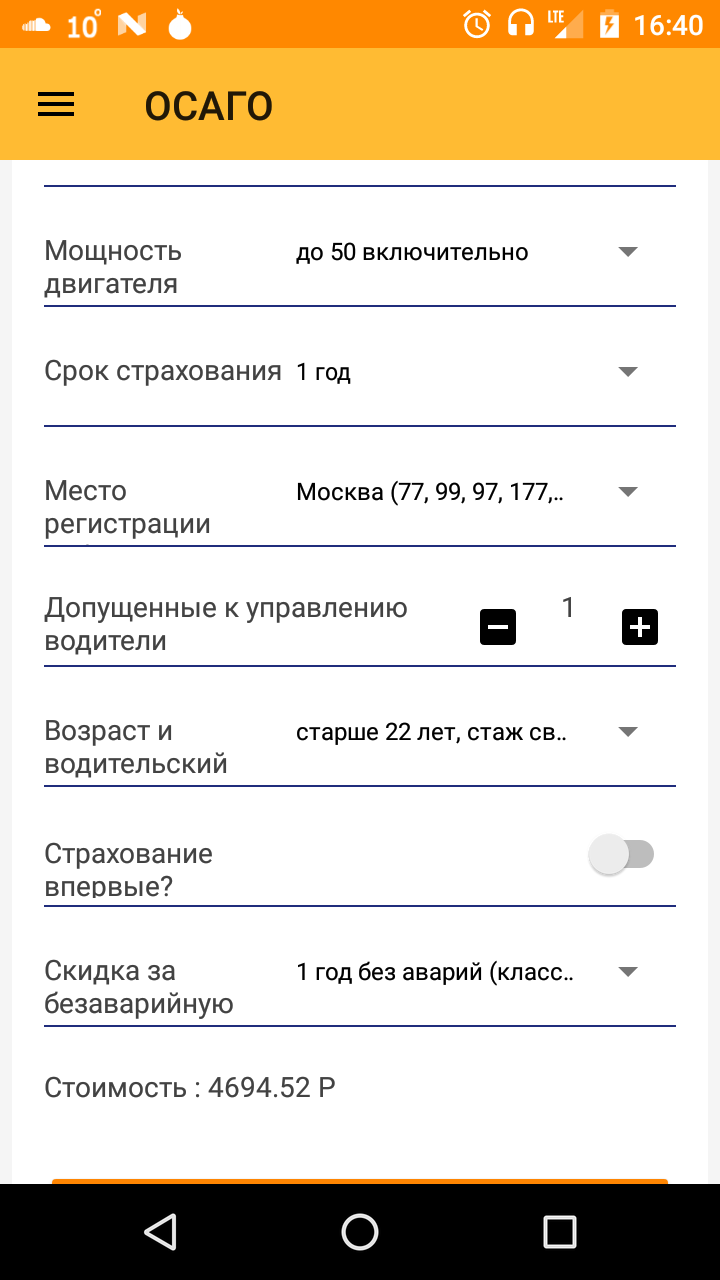 10° LTE 16:40
ОСАГО
Мощность
двигателя
до 50 включительно
Срок страхования 1 год
Место
регистрации
Москва (77, 99, 97, 177,..
Допущенные к управлению
водители
1
Возраст и
водительский
старше 22 лет, стаж св..
Страхование
впервые?
Скидка за
безаварийную
1 год без аварий (класс..
Стоимость : 4694.52 Р